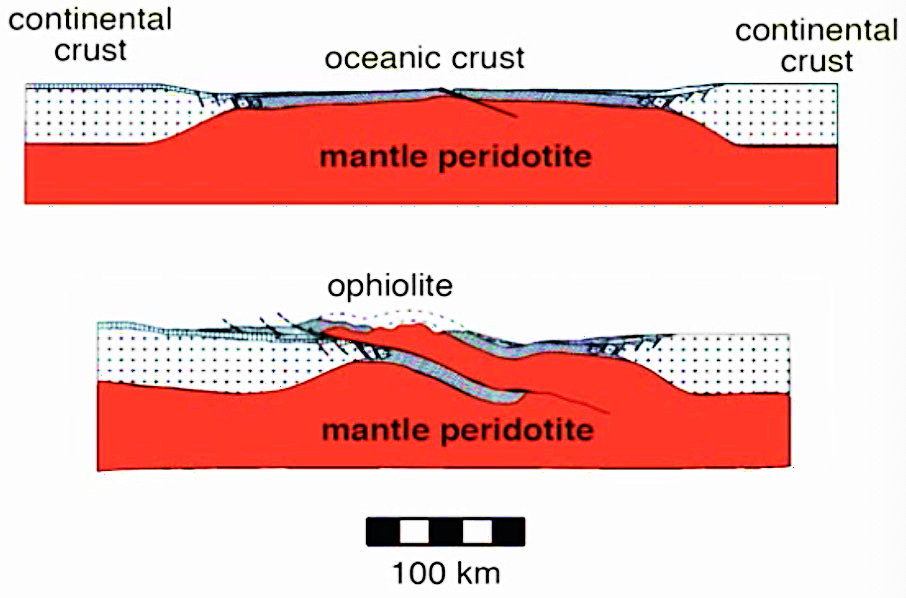 continental
crust
oceanic crust
continental
crust
mantle peridotite
ophiolite
mantle peridotite
100 km